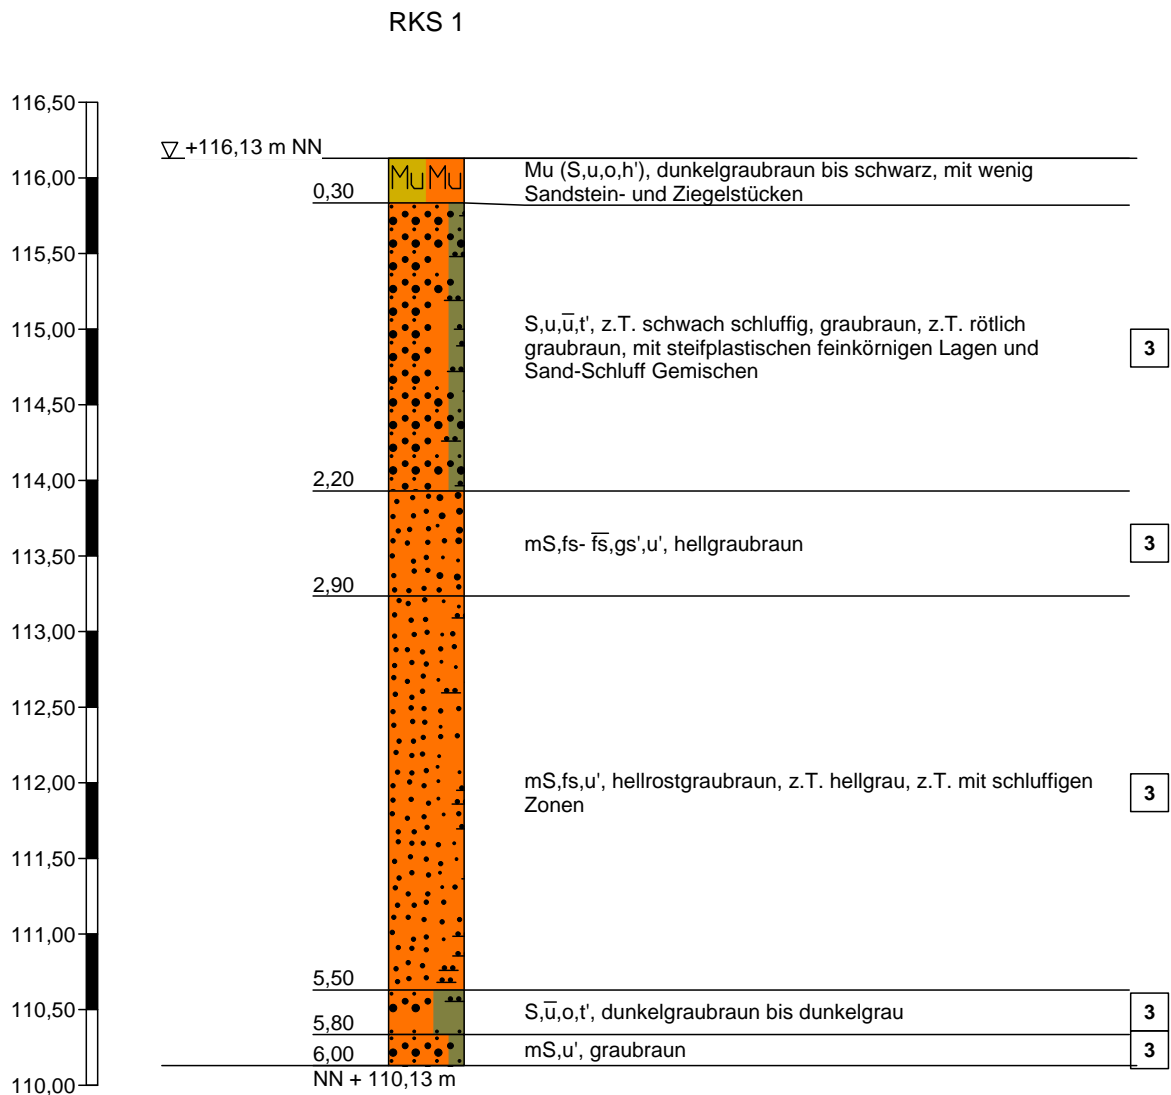 RKS 1
116,50
+116,13 m NN
116,00
0,30
Mu Mu
Mu (S,u,o,h'), dunkelgraubraun bis schwarz, mit wenig
Sandstein- und Ziegelstücken
115,50
115,00
S,u,u̅,t', z.T. schwach schluffig, graubraun, z.T. rötlich
graubraun, mit steifplastischen feinkörnigen Lagen und
Sand-Schluff Gemischen
3
114,50
114,00
2,20
113,50
mS,fs- f̅s̅,gs',u', hellgraubraun
3
2,90
113,00
112,50
112,00
mS,fs,u', hellrostgraubraun, z.T. hellgrau, z.T. mit schluffigen
Zonen
3
111,50
111,00
5,50
110,50
S,u̅,o,t', dunkelgraubraun bis dunkelgrau
3
5,80
mS,u', graubraun
3
6,00
110,00
NN + 110,13 m